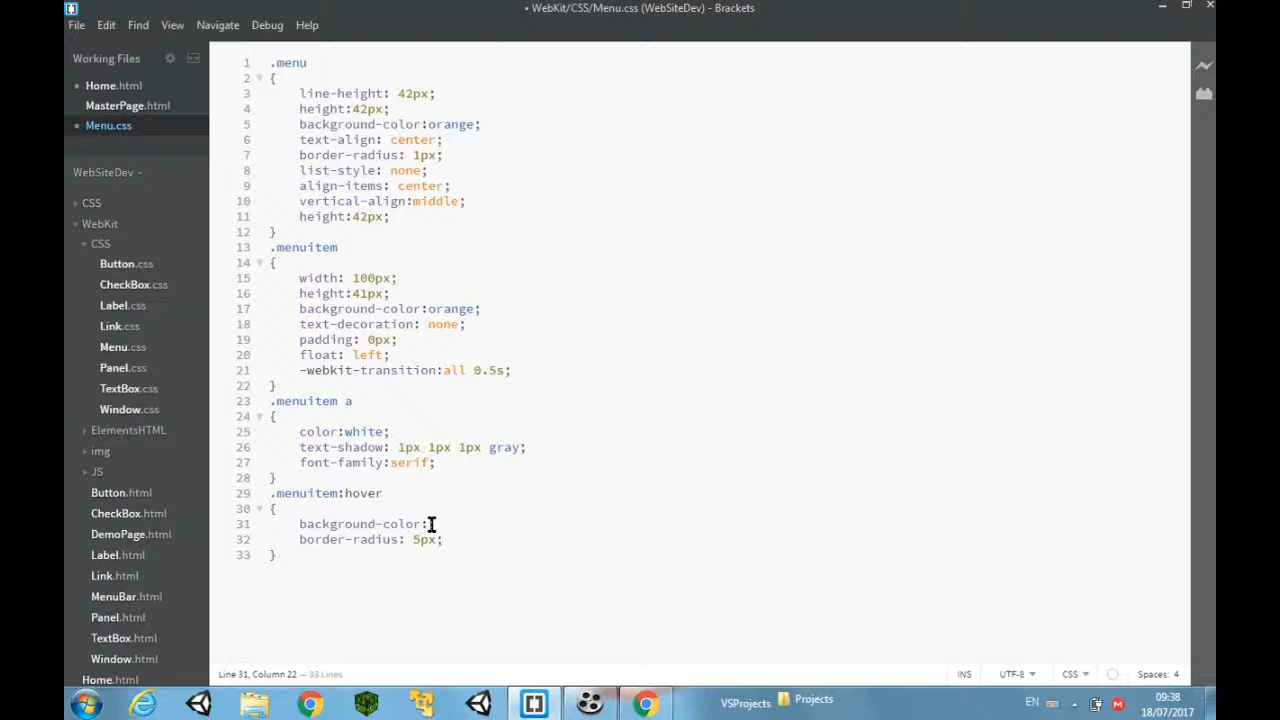 • WebKit/CSS/Menu.css (WebSiteDev) - Brackets
File Edit Find View Navigate Debug Help
Working Files
Home.html
MasterPage.html
Menu.css
WebSiteDev
CSS
WebKit
CSS
Button.css
CheckBox.css
Label.css
Link.css
Menu.css
Panel.css
TextBox.css
Window.css
ElementsHTML
img
JS
Button.html
CheckBox.html
DemoPage.html
Label.html
Link.html
MenuBar.html
Panel.html
TextBox.html
Window.html
Home.html
1 .menu
2 {
3 line-height: 42px;
4 height:42px;
5 background-color:orange;
6 text-align: center;
7 border-radius: 1px;
8 list-style: none;
9 align-items: center;
10 vertical-align:middle;
11 height:42px;
12 }
13 .menuitem
14 {
15 width: 100px;
16 height:41px;
17 background-color:orange;
18 text-decoration: none;
19 padding: 0px;
20 float: left;
21 -webkit-transition:all 0.5s;
22 }
23 .menuitem a
24 {
25 color:white;
26 text-shadow: 1px 1px 1px gray;
27 font-family:serif;
28 }
29 .menuitem:hover
30 {
31 background-color:
32 border-radius: 5px;
33 }
Line 31, Column 22 — 33 Lines
INS UTF-8 CSS Spaces: 4
VSProjects Projects
EN
09:38
18/07/2017